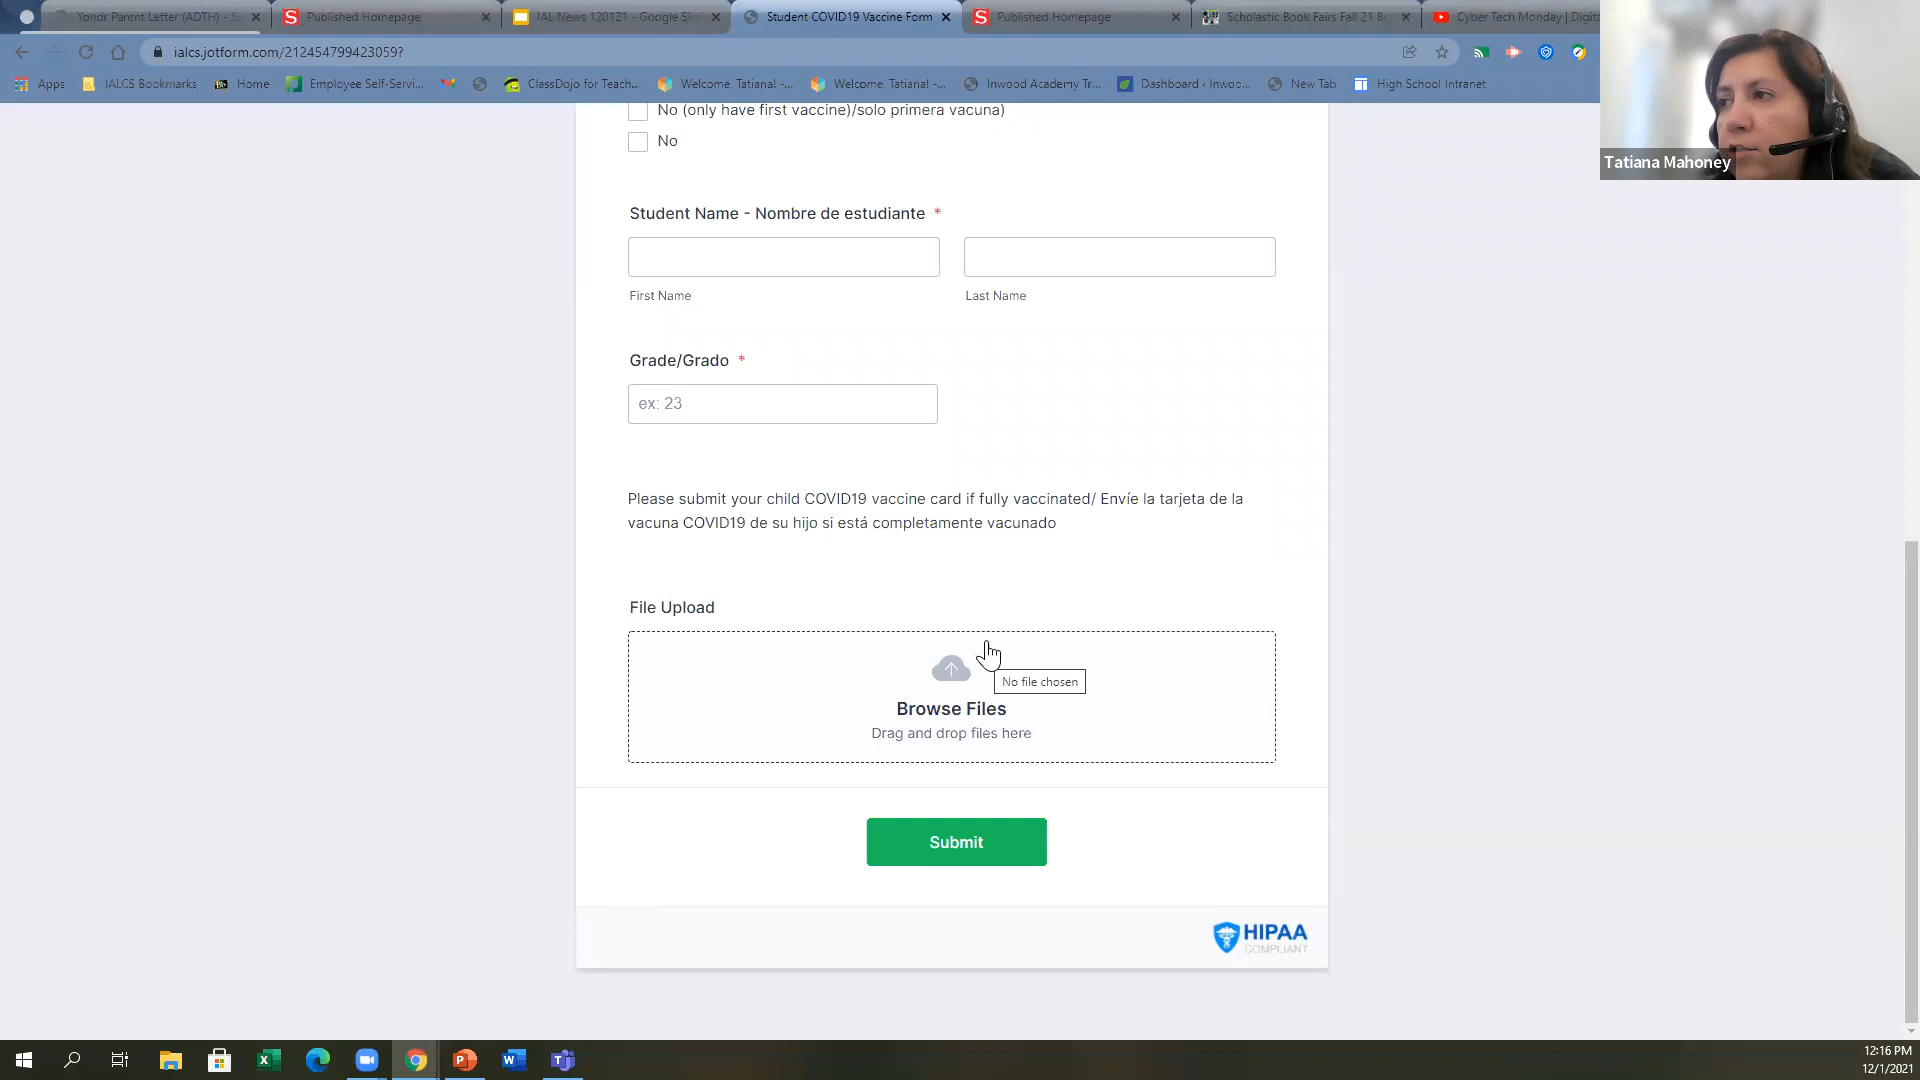 Yondr Parent Letter (ADTH) - S
Published Homepage
IAL News 120121 - Google Sli
Student COVID19 Vaccine Form
Published Homepage
Scholastic Book Fairs Fall 21 B
Cyber Tech Monday | Digita
ialcs.jotform.com/212454799423059?
Apps
IALCS Bookmarks
Home
Employee Self-Servi...
ClassDojo for Teach...
Welcome, Tatiana! -...
Welcome, Tatiana! -...
Inwood Academy Tr...
Dashboard ‹ Inwoo...
New Tab
High School Intranet
Tatiana Mahoney
No (only have first vaccine)/solo primera vacuna)
No
Student Name - Nombre de estudiante *
First Name
Last Name
Grade/Grado *
ex: 23
Please submit your child COVID19 vaccine card if fully vaccinated/ Envíe la tarjeta de la
vacuna COVID19 de su hijo si está completamente vacunado
File Upload
No file chosen
Browse Files
Drag and drop files here
Submit
HIPAA
COMPLIANT
12:16 PM
12/1/2021